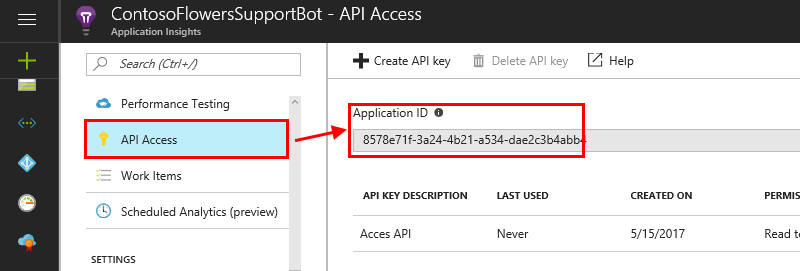 ContosoFlowersSupportBot - API Access
Application Insights
Search (Ctrl+/)
Performance Testing
API Access
Work Items
Scheduled Analytics (preview)
SETTINGS
Create API key
Delete API key
Help
Application ID
8578e71f-3a24-4b21-a534-dae2c3b4abb4
API KEY DESCRIPTION LAST USED CREATED ON PERMIS
Acces API Never 5/15/2017 Read to